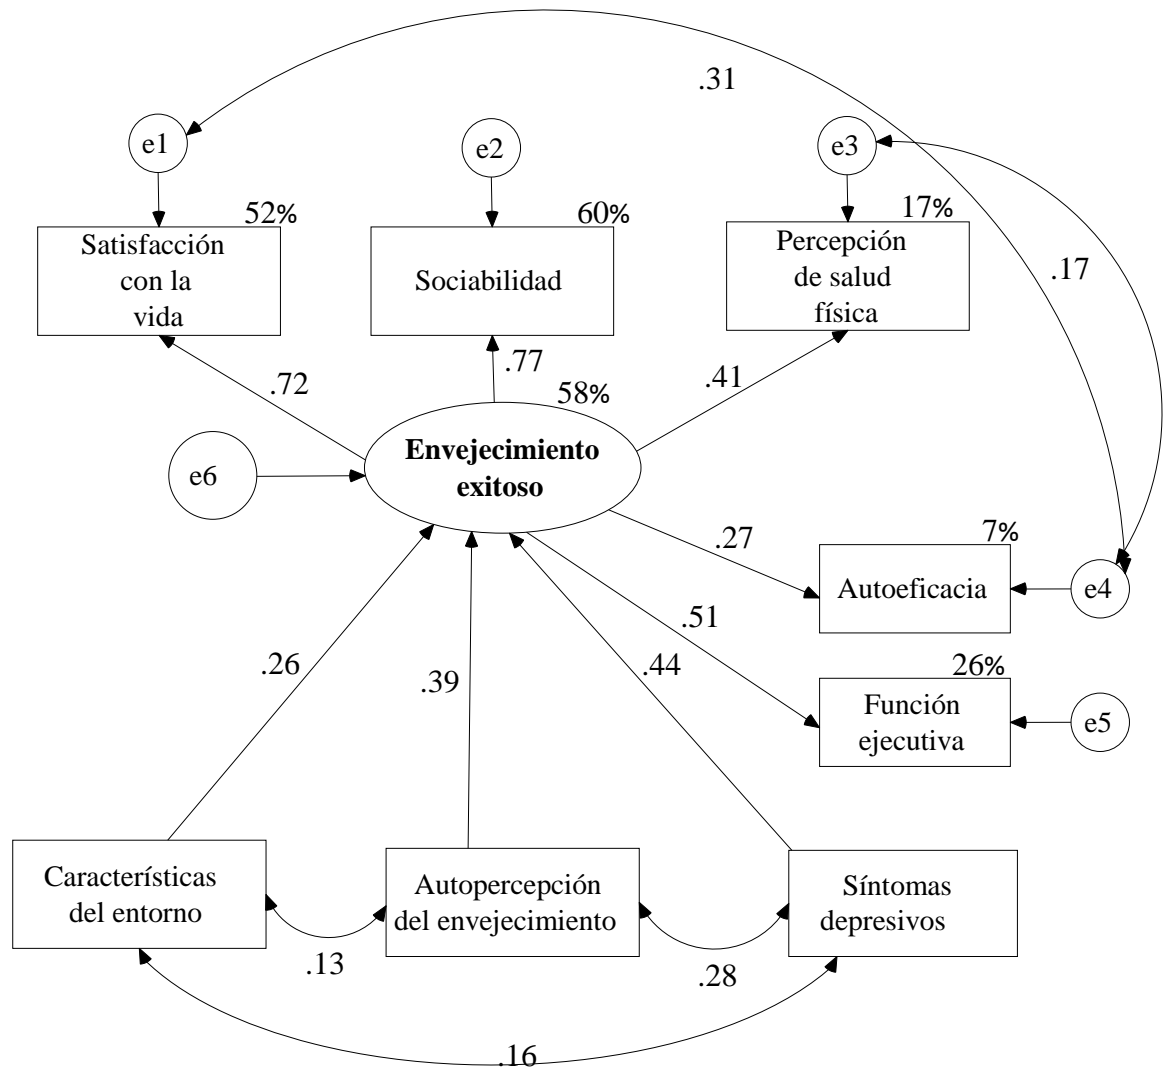 .31
e1
e2
e3
52%
60%
17%
Satisfacción
con la
vida
Sociabilidad
Percepción
de salud
física
.17
.72
.77
.41
58%
Envejecimiento
exitoso
e6
.27
7%
Autoeficacia
e4
.51
.26
.39
.44
26%
Función
ejecutiva
e5
Características
del entorno
Autopercepción
del envejecimiento
Síntomas
depresivos
.13
.28
.16